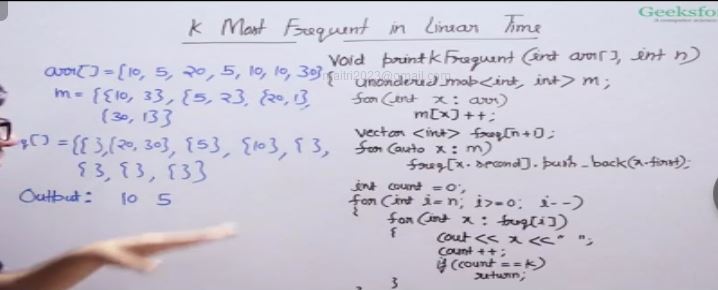 Geeksfo
A computer science
K Most Frequent in Linear Time
arr[] = {10, 5, 20, 5, 10, 10, 30}
m = {{10, 3}, {5, 2}, {20, 1},
{30, 1}}
q[] = {{ }, {20, 30}, {5}, {10}, { },
{ }, { }, { }}
Output: 10 5
void printkFrequent (int arr[], int n)
maitri2023@gmail.com
{ unordered_map<int, int> m;
for (int x : arr)
m[x]++;
vector <int> freq[n+1];
for (auto x : m)
freq[x.second].push_back(x.first);
int count = 0;
for (int i=n; i>=0; i--)
{ for (int x : freq[i])
{ cout << x << " ";
count ++;
if (count == k)
return;
}